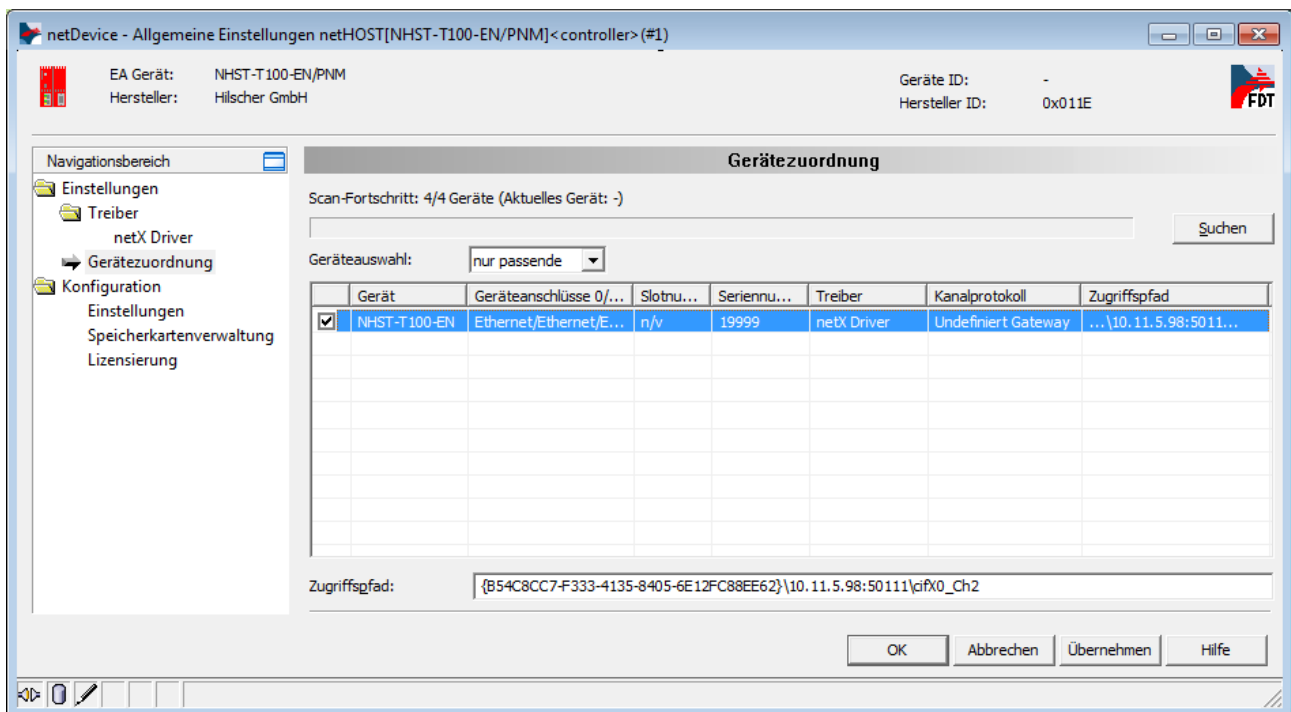 netDevice - Allgemeine Einstellungen netHOST[NHST-T100-EN/PNM]<controller>(#1)
EA Gerät: NHST-T100-EN/PNM Geräte ID: -
Hersteller: Hilscher GmbH Hersteller ID: 0x011E
FDT
Navigationsbereich
Einstellungen
Treiber
netX Driver
Gerätezuordnung
Konfiguration
Einstellungen
Speicherkartenverwaltung
Lizensierung
Gerätezuordnung
Scan-Fortschritt: 4/4 Geräte (Aktuelles Gerät: -)
Suchen
Geräteauswahl: nur passende
Gerät Geräteanschlüsse 0/... Slotnu... Seriennu... Treiber Kanalprotokoll Zugriffspfad
NHST-T100-EN Ethernet/Ethernet/E... n/v 19999 netX Driver Undefiniert Gateway ...\10.11.5.98:5011...
Zugriffspfad: {B54C8CC7-F333-4135-8405-6E12FC88EE62}\10.11.5.98:50111\cifX0_Ch2
OK Abbrechen Übernehmen Hilfe